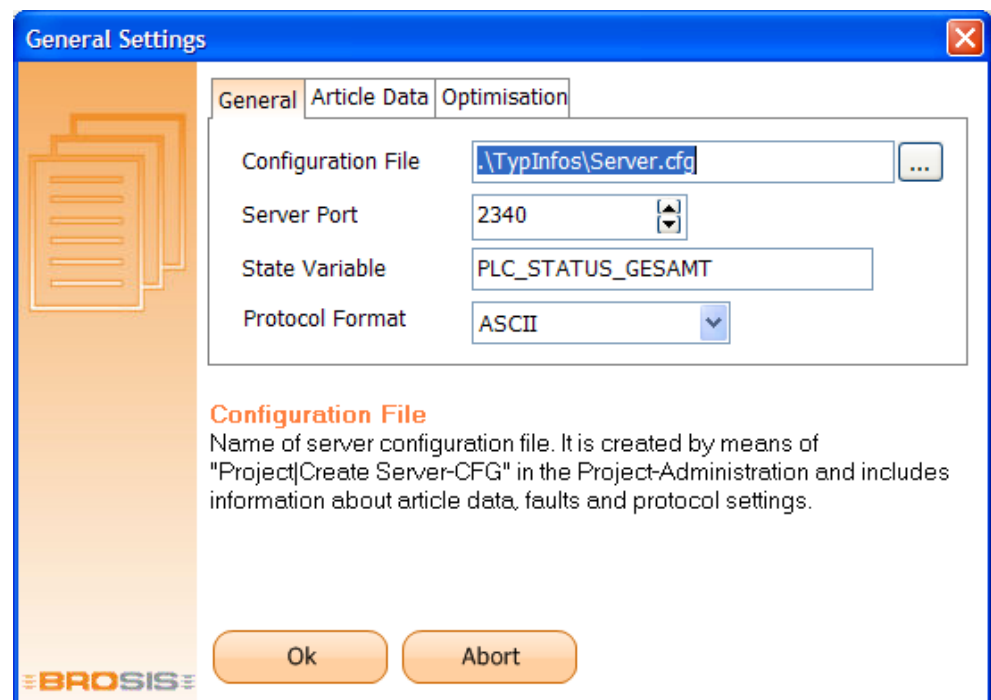 General Settings
General Article Data Optimisation
Configuration File .\TypInfos\Server.cfg ...
Server Port 2340
State Variable PLC_STATUS_GESAMT
Protocol Format ASCII
Configuration File
Name of server configuration file. It is created by means of
"Project|Create Server-CFG" in the Project-Administration and includes
information about article data, faults and protocol settings.
Ok Abort
BROSIS